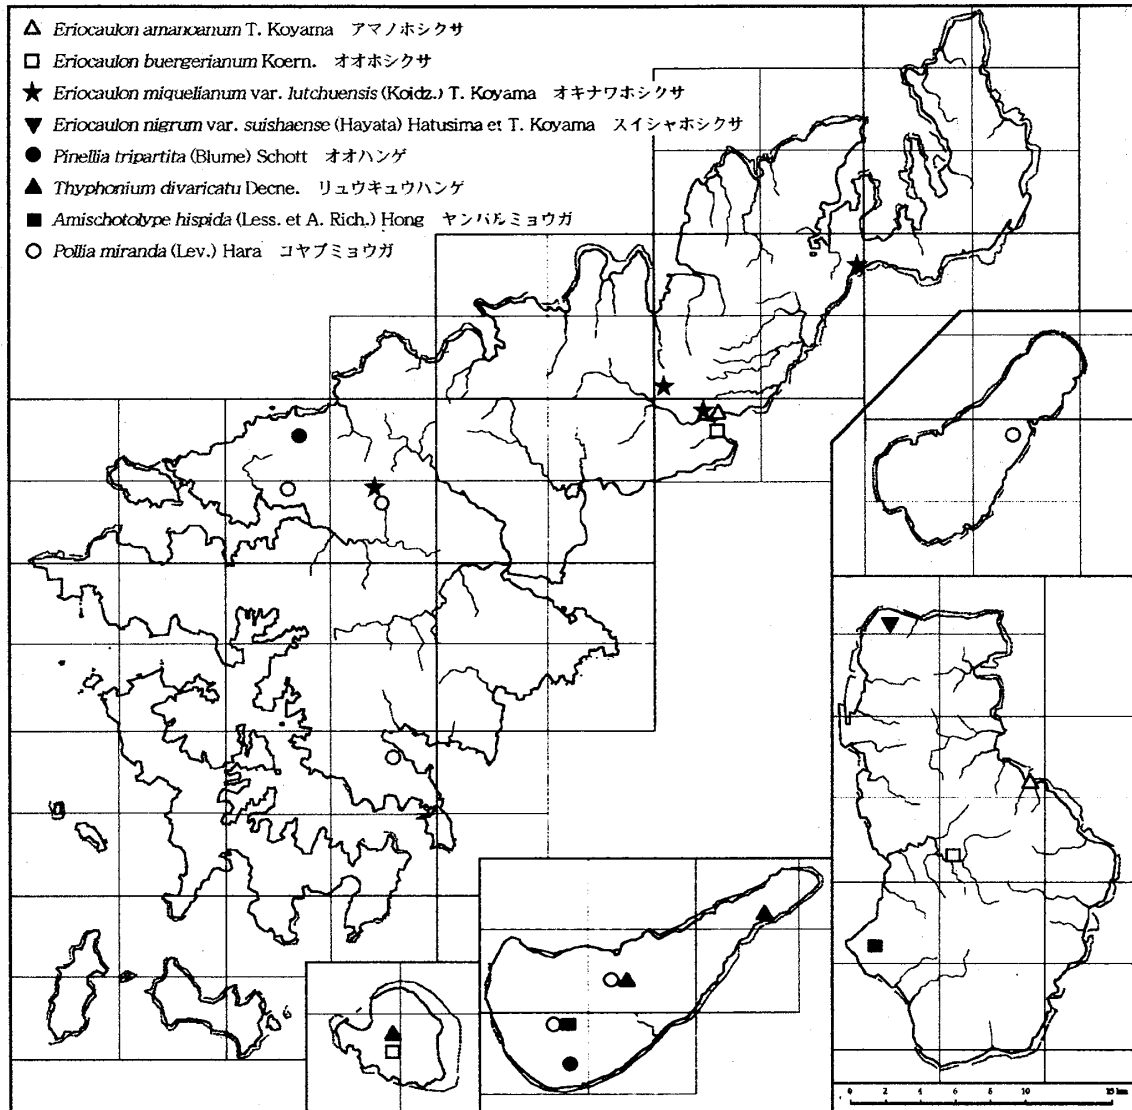 △ Eriocaulon amanoanum T. Koyama アマノホシクサ
□ Eriocaulon buergerianum Koern. オオホシクサ
★ Eriocaulon miquelianum var. lutchuensis (Koidz.) T. Koyama オキナワホシクサ
▼ Eriocaulon nigrum var. suishaense (Hayata) Hatusima et T. Koyama スイシャホシクサ
● Pinellia tripartita (Blume) Schott オオハンゲ
▲ Thyphonium divaricatu Decne. リュウキュウハンゲ
■ Amischotolype hispida (Less. et A. Rich.) Hong ヤンバルミョウガ
○ Pollia miranda (Lev.) Hara コヤブミョウガ
0 2 4 6 8 10 15 km